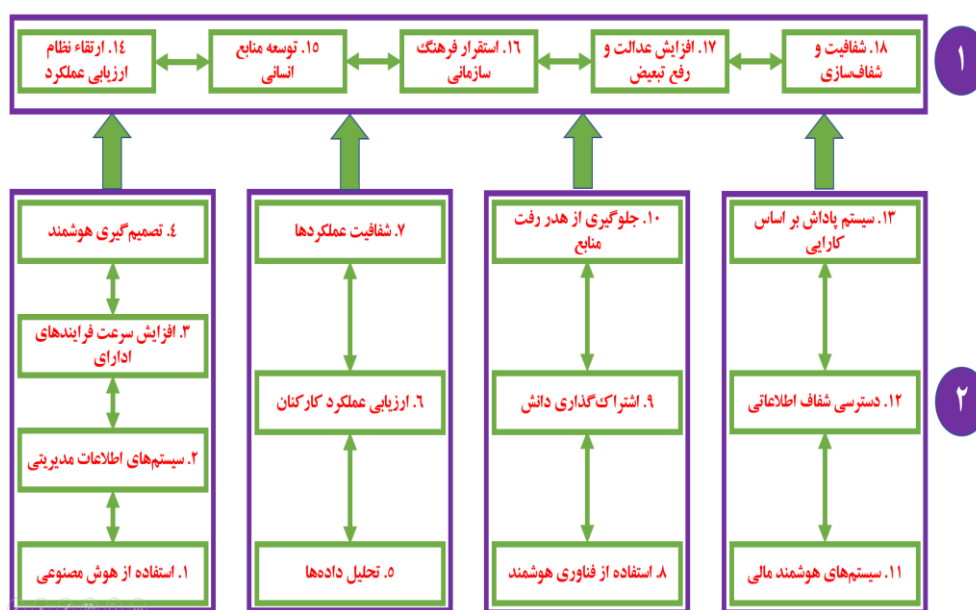 ۱
۱۸. شفافیت و
شفاف‌سازی
۱۷. افزایش عدالت و
رفع تبعیض
۱۶. استقرار فرهنگ
سازمانی
۱۵. توسعه منابع
انسانی
۱۴. ارتقاء نظام
ارزیابی عملکرد
۲
۱۳. سیستم پاداش بر اساس
کارایی
۱۲. دسترسی شفاف اطلاعاتی
۱۱. سیستم‌های هوشمند مالی
۱۰. جلوگیری از هدر رفت
منابع
۹. اشتراک‌گذاری دانش
۸. استفاده از فناوری هوشمند
۷. شفافیت عملکردها
۶. ارزیابی عملکرد کارکنان
۵. تحلیل داده‌ها
۴. تصمیم‌گیری هوشمند
۳. افزایش سرعت فرایندهای
ادارای
۲. سیستم‌های اطلاعات مدیریتی
۱. استفاده از هوش مصنوعی